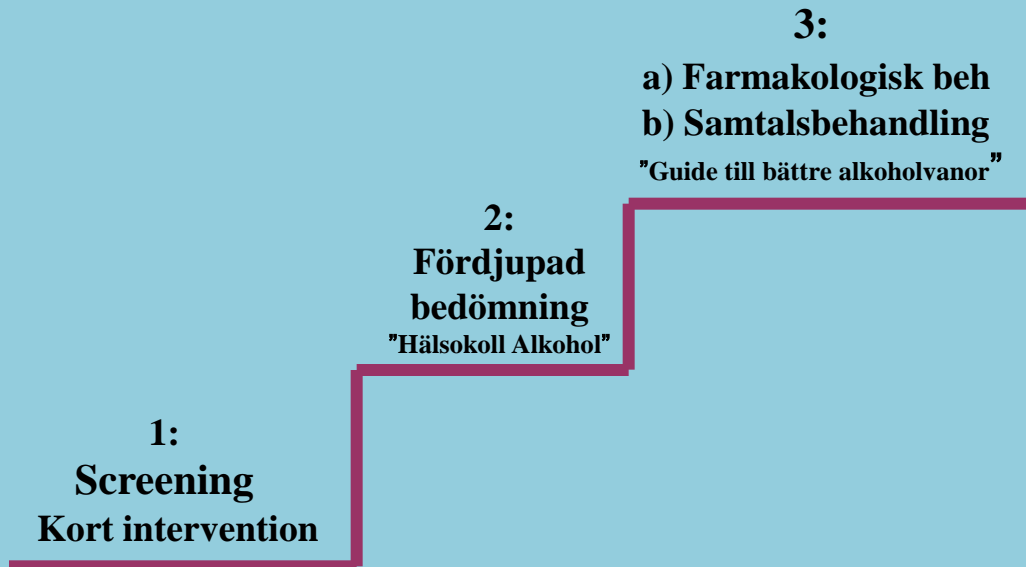 3:
a) Farmakologisk beh
b) Samtalsbehandling
”Guide till bättre alkoholvanor”
2:
Fördjupad
bedömning
”Hälsokoll Alkohol”
1:
Screening
Kort intervention